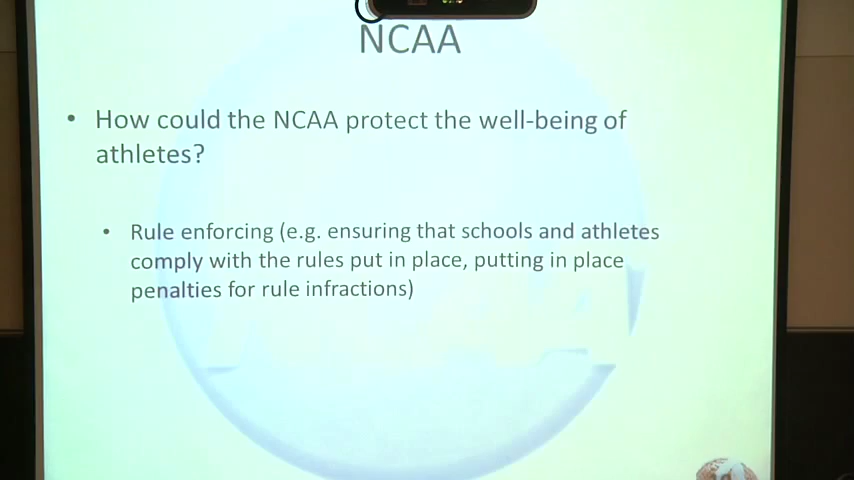 NCAA
• How could the NCAA protect the well-being of
athletes?
• Rule enforcing (e.g. ensuring that schools and athletes
comply with the rules put in place, putting in place
penalties for rule infractions)